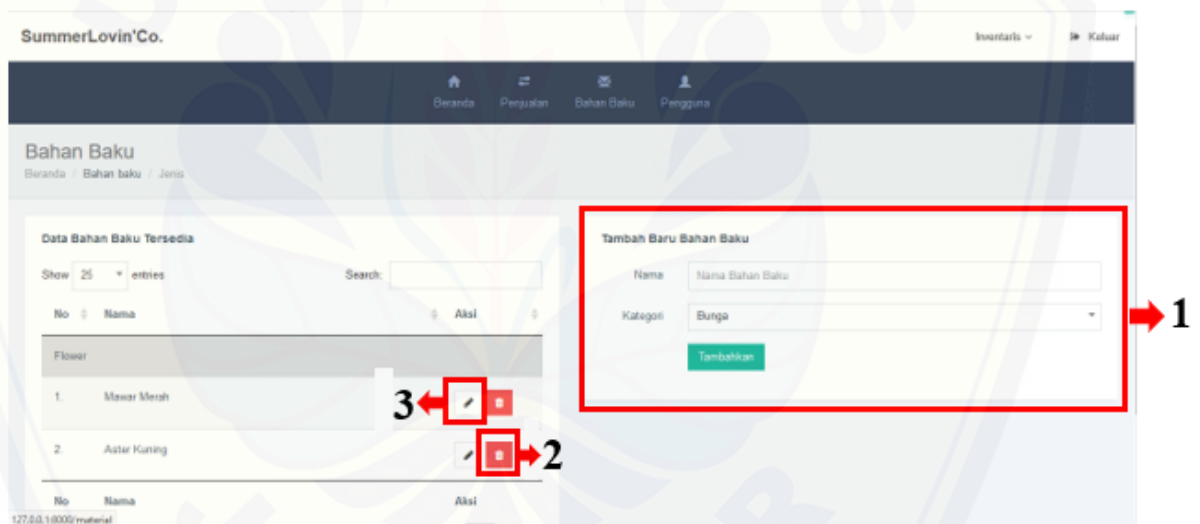 SummerLovin'Co.
Inventaris
Keluar
Beranda Penjualan Bahan Baku Pengguna
Bahan Baku
Beranda / Bahan baku / Jenis
Data Bahan Baku Tersedia
Show 25 entries Search:
No Nama Aksi
Flower
1. Mawar Merah
3
2. Aster Kuning
2
No Nama Aksi
127.0.0.1:8000/material
Tambah Baru Bahan Baku
Nama Nama Bahan Baku
Kategori Bunga
Tambahkan
1